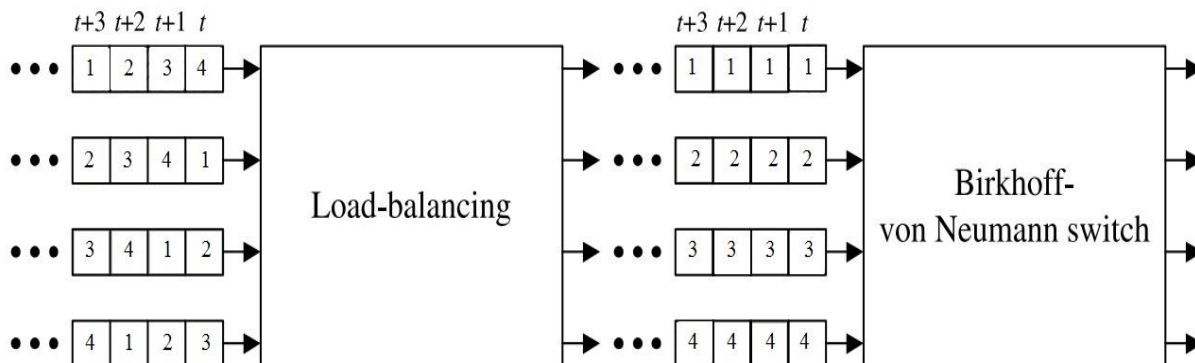 t+3 t+2 t+1 t
t+3 t+2 t+1 t
1 2 3 4
1 1 1 1
2 3 4 1
2 2 2 2
Load-balancing
Birkhoff-
von Neumann switch
3 4 1 2
3 3 3 3
4 1 2 3
4 4 4 4